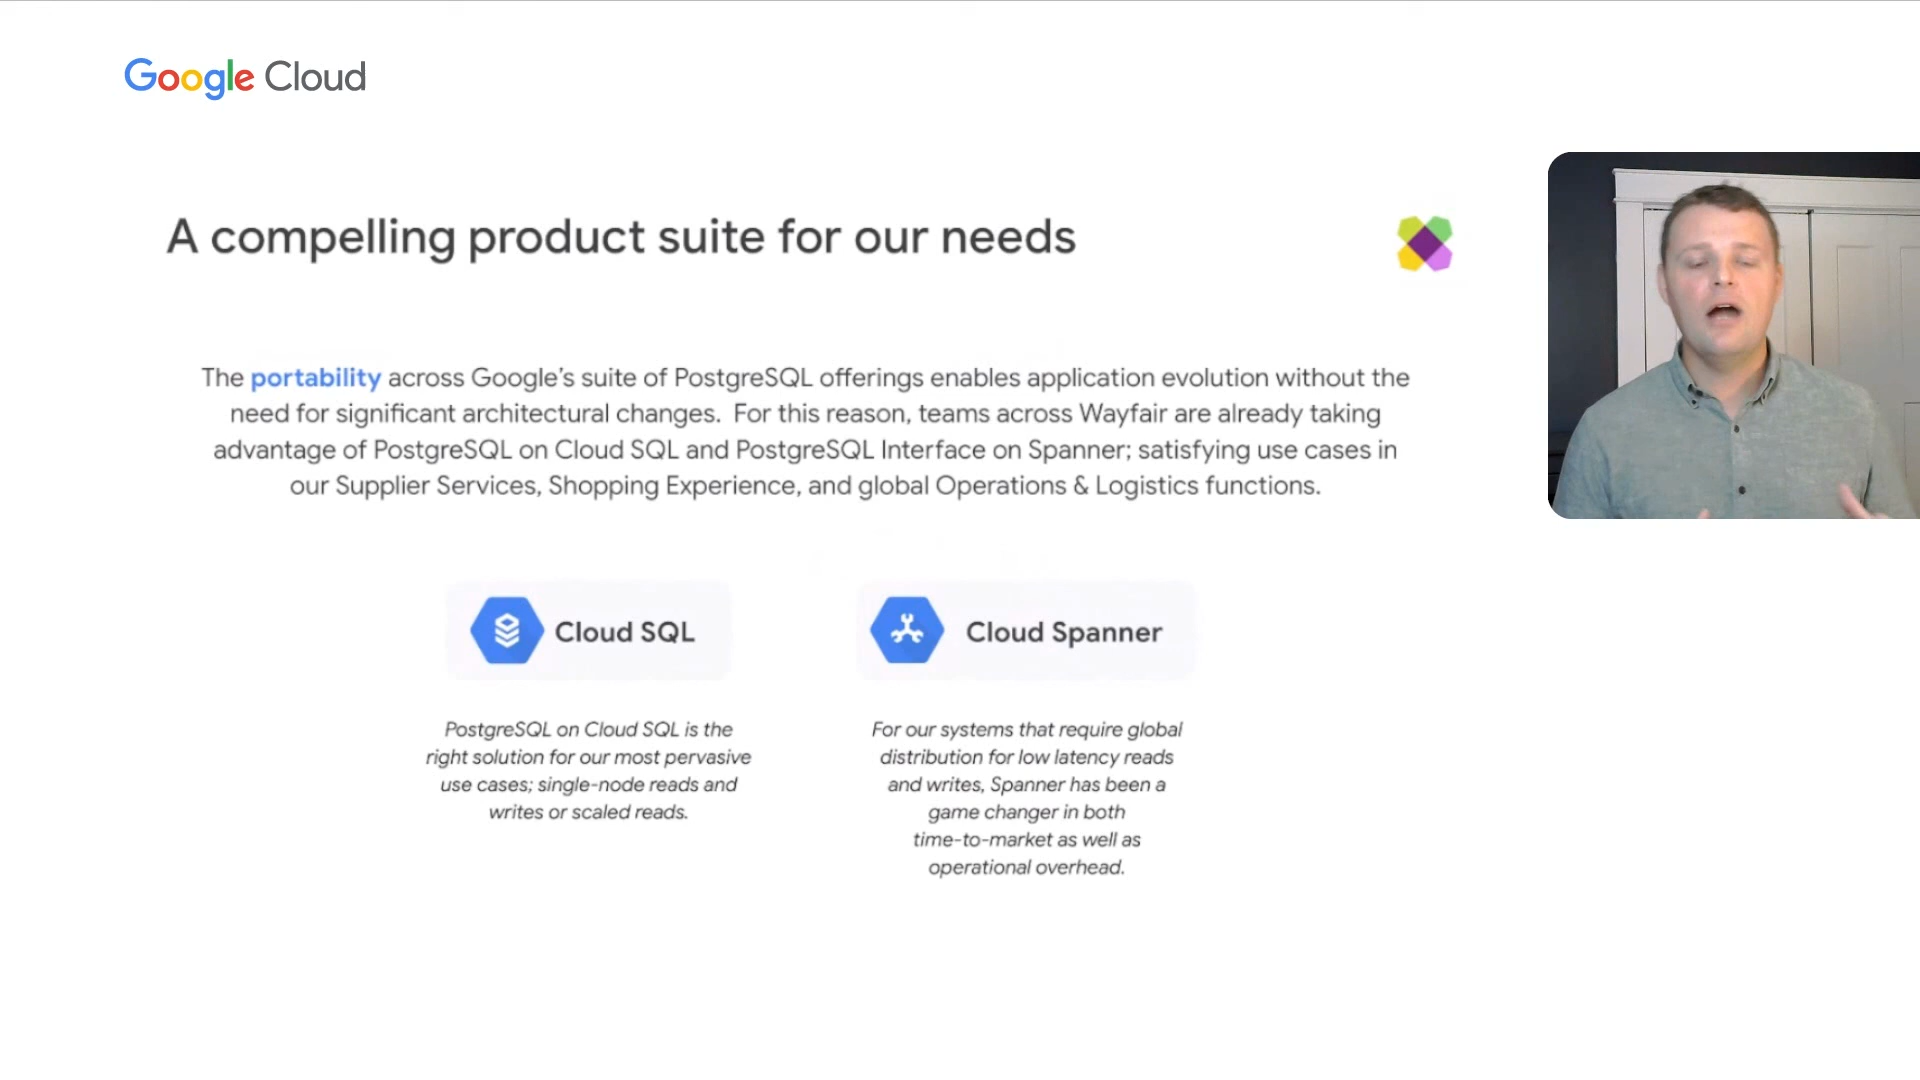 Google Cloud
A compelling product suite for our needs
The portability across Google's suite of PostgreSQL offerings enables application evolution without the
need for significant architectural changes.  For this reason, teams across Wayfair are already taking
advantage of PostgreSQL on Cloud SQL and PostgreSQL Interface on Spanner; satisfying use cases in
our Supplier Services, Shopping Experience, and global Operations & Logistics functions.
Cloud SQL
PostgreSQL on Cloud SQL is the
right solution for our most pervasive
use cases; single-node reads and
writes or scaled reads.
Cloud Spanner
For our systems that require global
distribution for low latency reads
and writes, Spanner has been a
game changer in both
time-to-market as well as
operational overhead.